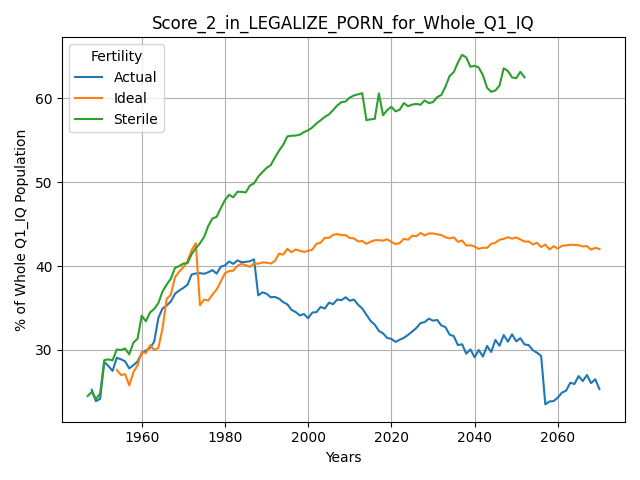 Score_2_in_LEGALIZE_PORN_for_Whole_Q1_IQ
Fertility
Actual
Ideal
Sterile
% of Whole Q1_IQ Population
60
50
40
30
1960
1980
2000
2020
2040
2060
Years